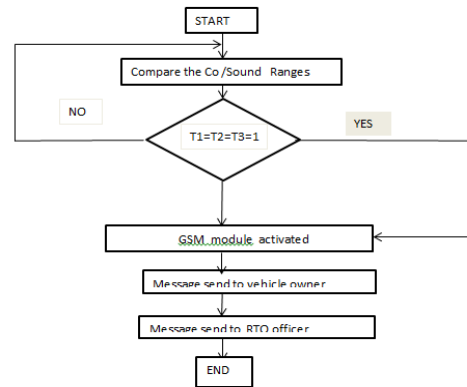 START
Compare the Co/Sound Ranges
NO
T1=T2=T3=1
YES
GSM module activated
Message send to vehicle owner
Message send to RTO officer
END